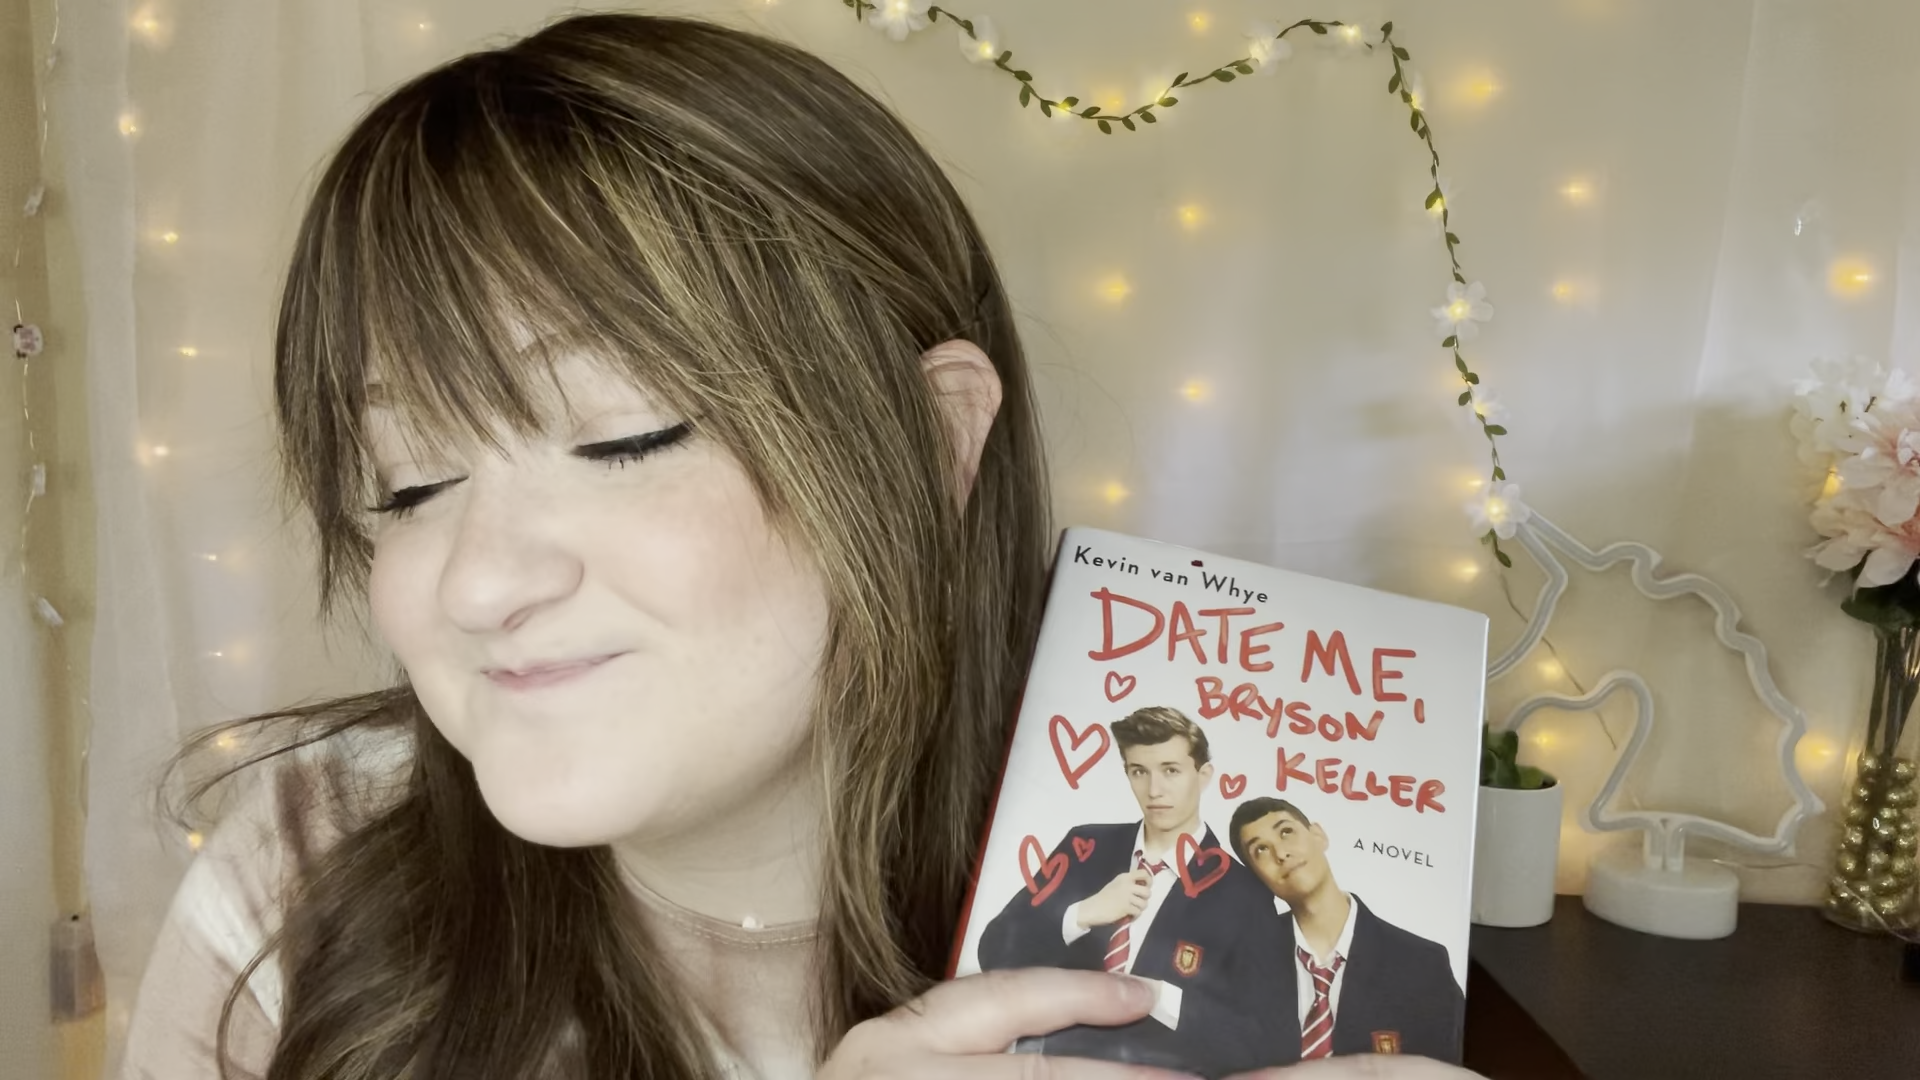 Kevin van Whye
DATE ME,
BRYSON
KELLER
A NOVEL